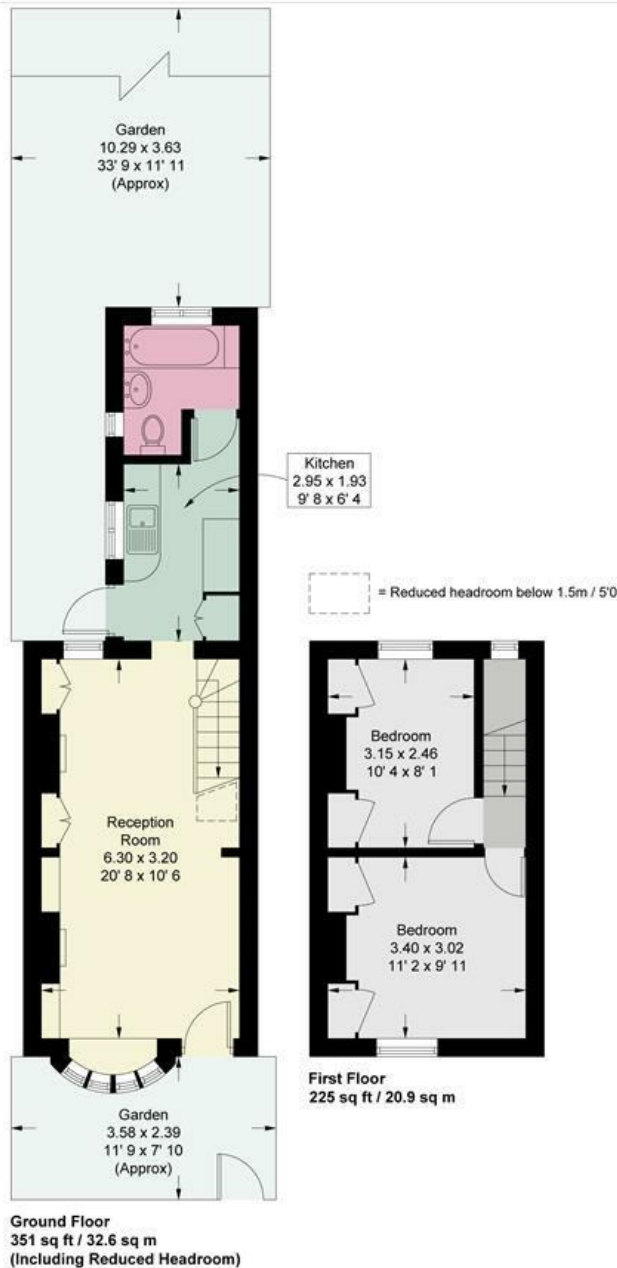 Garden
10.29 x 3.63
33' 9 x 11' 11
(Approx)
Kitchen
2.95 x 1.93
9' 8 x 6' 4
= Reduced headroom below 1.5m / 5'0
Reception
Room
6.30 x 3.20
20' 8 x 10' 6
Bedroom
3.15 x 2.46
10' 4 x 8' 1
Bedroom
3.40 x 3.02
11' 2 x 9' 11
First Floor
225 sq ft / 20.9 sq m
Garden
3.58 x 2.39
11' 9 x 7' 10
(Approx)
Ground Floor
351 sq ft / 32.6 sq m
(Including Reduced Headroom)